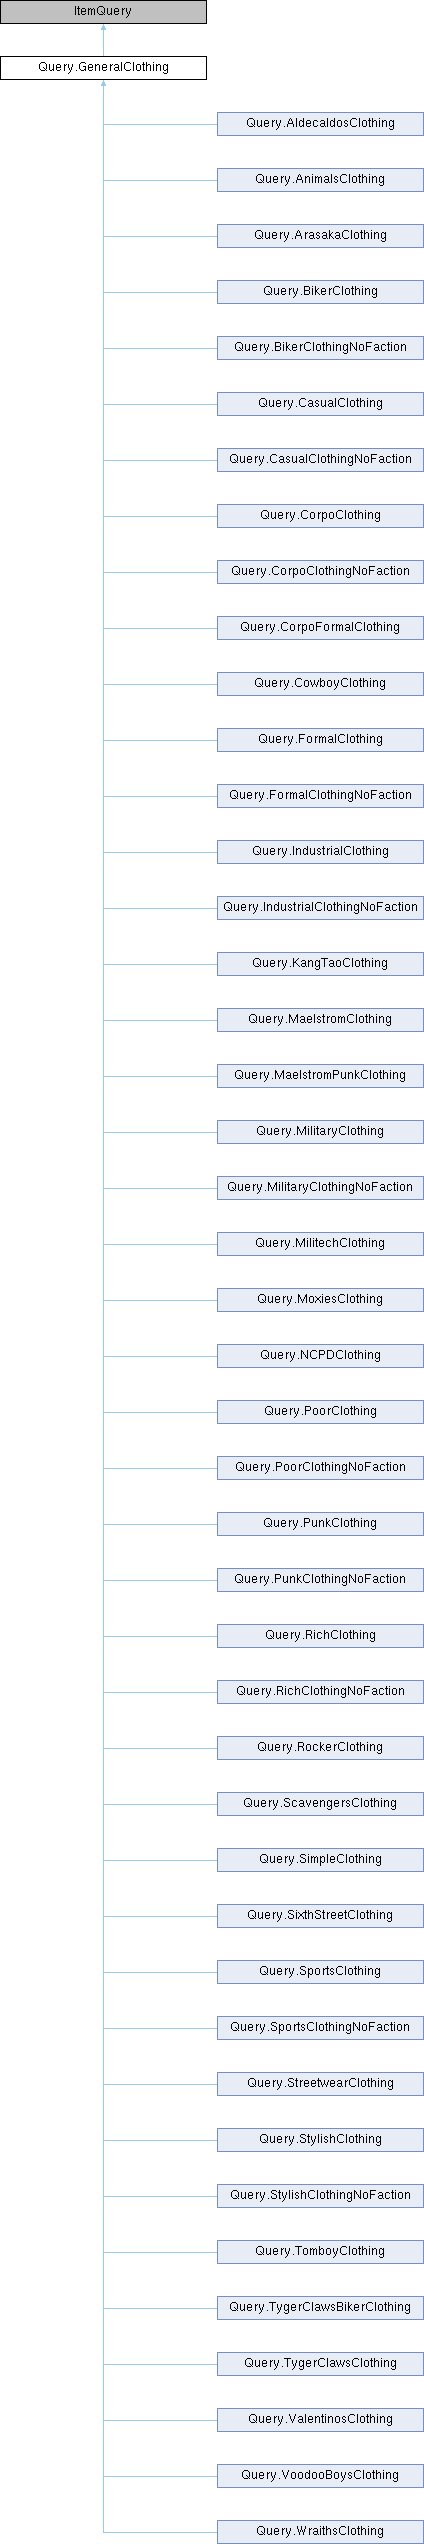 ItemQuery
Query.GeneralClothing
Query.AldecaldosClothing
Query.AnimalsClothing
Query.ArasakaClothing
Query.BikerClothing
Query.BikerClothingNoFaction
Query.CasualClothing
Query.CasualClothingNoFaction
Query.CorpoClothing
Query.CorpoClothingNoFaction
Query.CorpoFormalClothing
Query.CowboyClothing
Query.FormalClothing
Query.FormalClothingNoFaction
Query.IndustrialClothing
Query.IndustrialClothingNoFaction
Query.KangTaoClothing
Query.MaelstromClothing
Query.MaelstromPunkClothing
Query.MilitaryClothing
Query.MilitaryClothingNoFaction
Query.MilitechClothing
Query.MoxiesClothing
Query.NCPDClothing
Query.PoorClothing
Query.PoorClothingNoFaction
Query.PunkClothing
Query.PunkClothingNoFaction
Query.RichClothing
Query.RichClothingNoFaction
Query.RockerClothing
Query.ScavengersClothing
Query.SimpleClothing
Query.SixthStreetClothing
Query.SportsClothing
Query.SportsClothingNoFaction
Query.StreetwearClothing
Query.StylishClothing
Query.StylishClothingNoFaction
Query.TomboyClothing
Query.TygerClawsBikerClothing
Query.TygerClawsClothing
Query.ValentinosClothing
Query.VoodooBoysClothing
Query.WraithsClothing